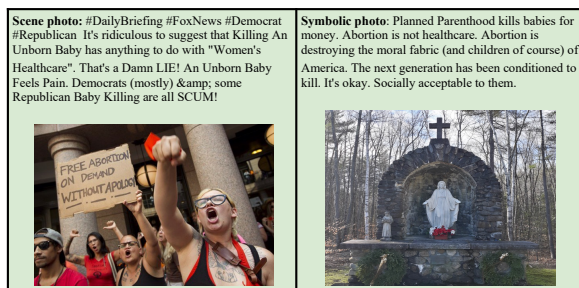 Scene photo: #DailyBriefing #FoxNews #Democrat
#Republican  It's ridiculous to suggest that Killing An
Unborn Baby has anything to do with "Women's
Healthcare". That's a Damn LIE! An Unborn Baby
Feels Pain. Democrats (mostly) &amp; some
Republican Baby Killing are all SCUM!
FREE ABORTION
ON DEMAND
WITHOUT APOLOGY
Symbolic photo: Planned Parenthood kills babies for
money. Abortion is not healthcare. Abortion is
destroying the moral fabric (and children of course) of
America. The next generation has been conditioned to
kill. It's okay. Socially acceptable to them.